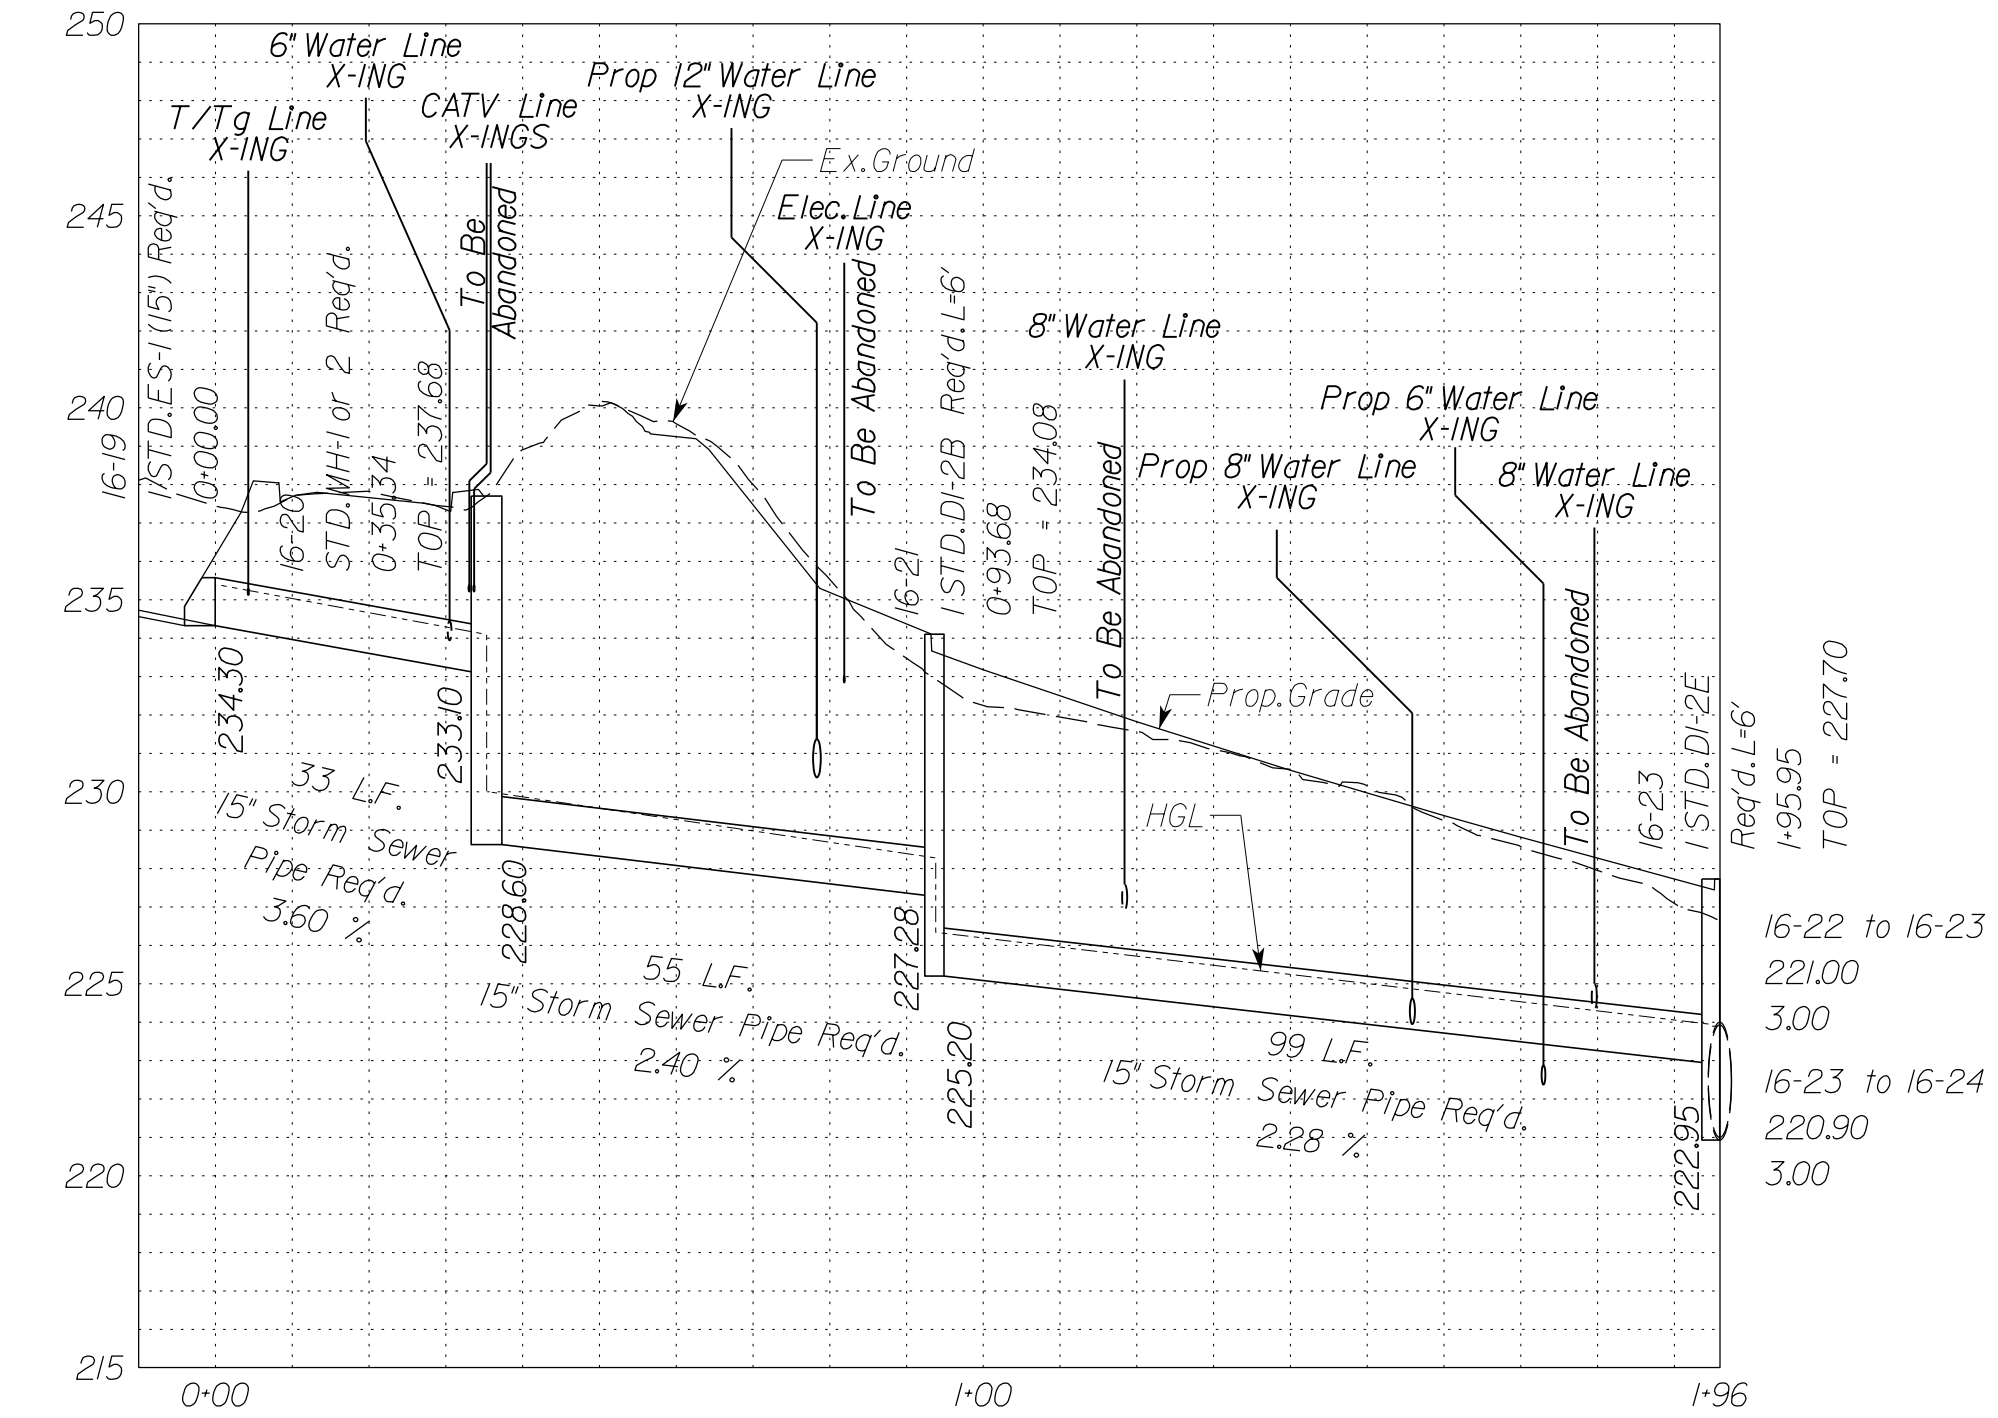 250
245
240
235
230
225
220
215
0+00
1+00
1+96
T/Tg Line
X-ING
6" Water Line
X-ING
CATV Line
X-INGS
To Be
Abandoned
Prop 12" Water Line
X-ING
Ex. Ground
Elec. Line
X-ING
To Be Abandoned
8" Water Line
X-ING
To Be Abandoned
Prop 8" Water Line
X-ING
Prop 6" Water Line
X-ING
8" Water Line
X-ING
To Be Abandoned
16-19
1 STD. ES-1 (15") Req'd.
0+00.00
16-20
STD. MH-1 or 2 Req'd.
0+35.34
TOP = 237.68
16-21
1 STD. DI-2B Req'd. L=6'
0+93.68
TOP = 234.08
Prop. Grade
HGL
16-23
1 STD. DI-2E
Req'd. L=6'
1+95.95
TOP = 227.70
234.30
233.10
33 L.F.
15" Storm Sewer
Pipe Req'd.
3.60 %
228.60
227.28
55 L.F.
15" Storm Sewer Pipe Req'd.
2.40 %
225.20
222.95
99 L.F.
15" Storm Sewer Pipe Req'd.
2.28 %
16-22 to 16-23
221.00
3.00
16-23 to 16-24
220.90
3.00